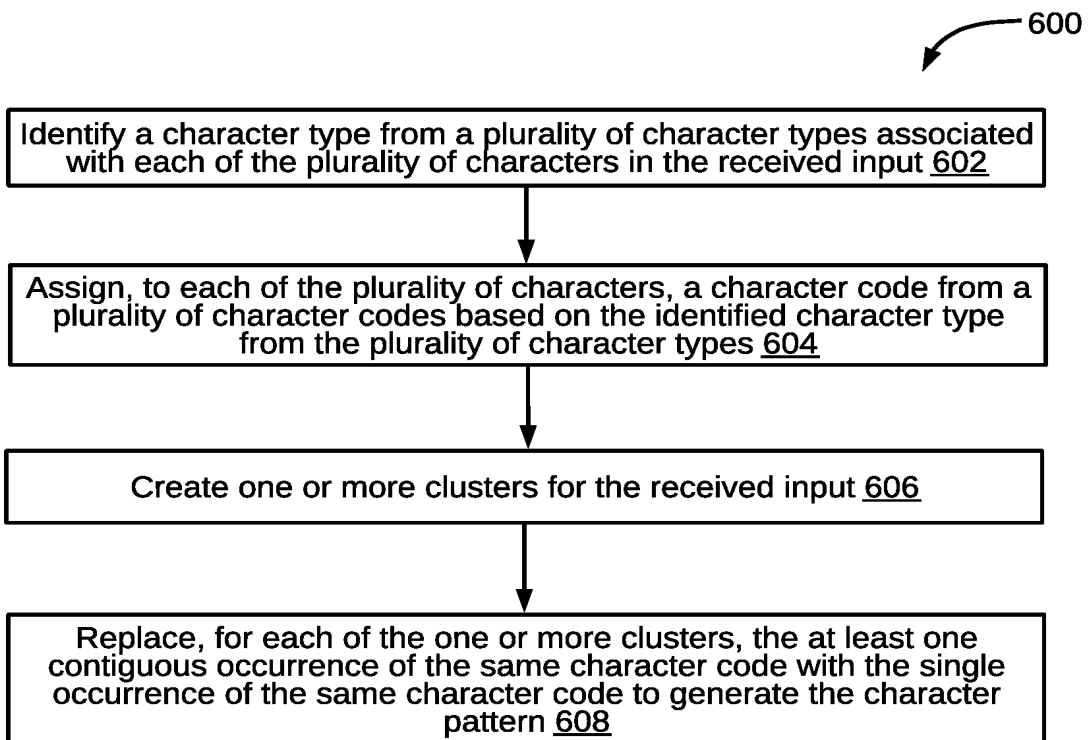 600
Identify a character type from a plurality of character types associated
with each of the plurality of characters in the received input 602
Assign, to each of the plurality of characters, a character code from a
plurality of character codes based on the identified character type
from the plurality of character types 604
Create one or more clusters for the received input 606
Replace, for each of the one or more clusters, the at least one
contiguous occurrence of the same character code with the single
occurrence of the same character code to generate the character
pattern 608